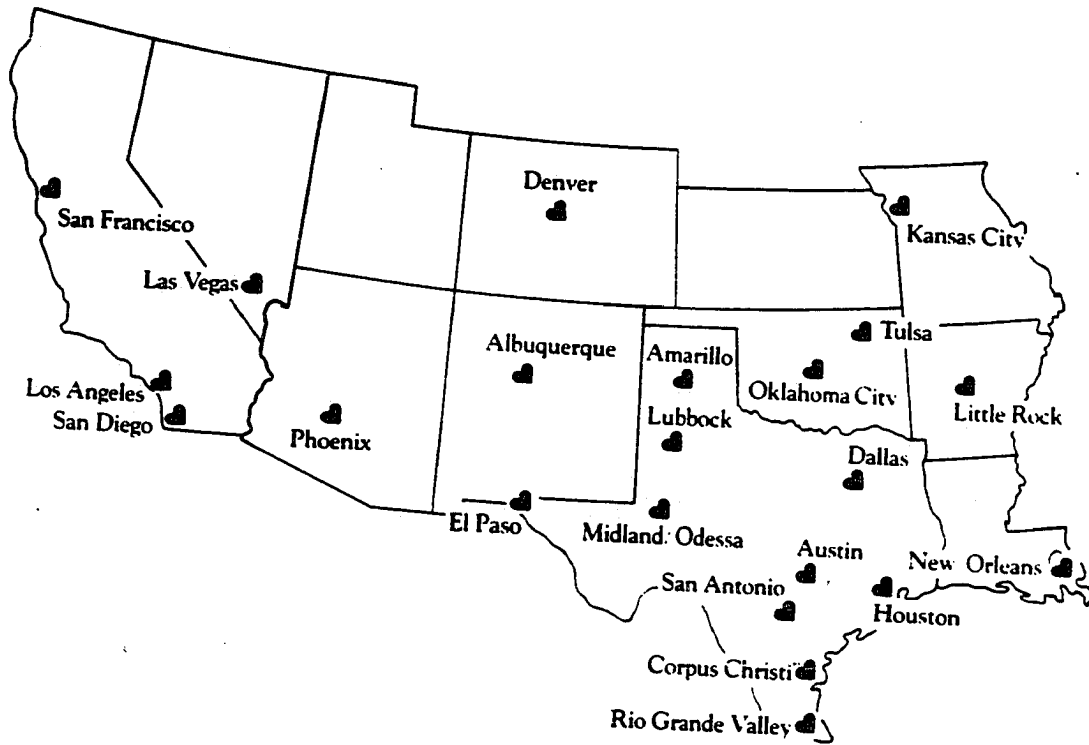 Denver
San Francisco
Kansas City
Las Vegas
Tulsa
Albuquerque
Amarillo
Los Angeles
Oklahoma City
San Diego
Lubbock
Little Rock
Phoenix
Dallas
El Paso
Midland/Odessa
Austin
New Orleans
San Antonio
Houston
Corpus Christi
Rio Grande Valley